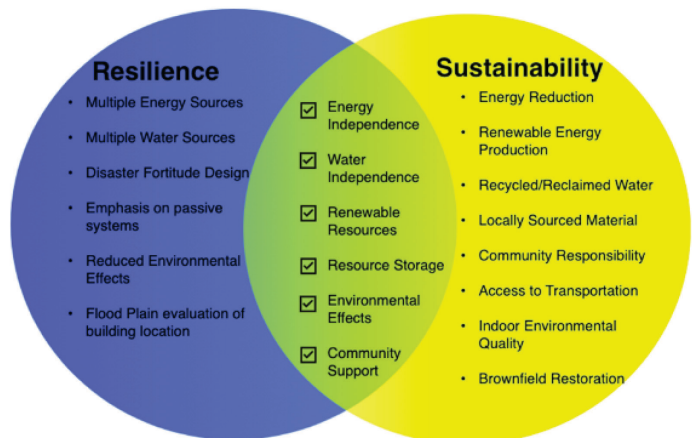 Resilience
• Multiple Energy Sources
• Multiple Water Sources
• Disaster Fortitude Design
• Emphasis on passive
systems
• Reduced Environmental
Effects
• Flood Plain evaluation of
building location
☑ Energy
Independence
☑ Water
Independence
☑ Renewable
Resources
☑ Resource Storage
☑ Environmental
Effects
☑ Community
Support
Sustainability
• Energy Reduction
• Renewable Energy
Production
• Recycled/Reclaimed Water
• Locally Sourced Material
• Community Responsibility
• Access to Transportation
• Indoor Environmental
Quality
• Brownfield Restoration